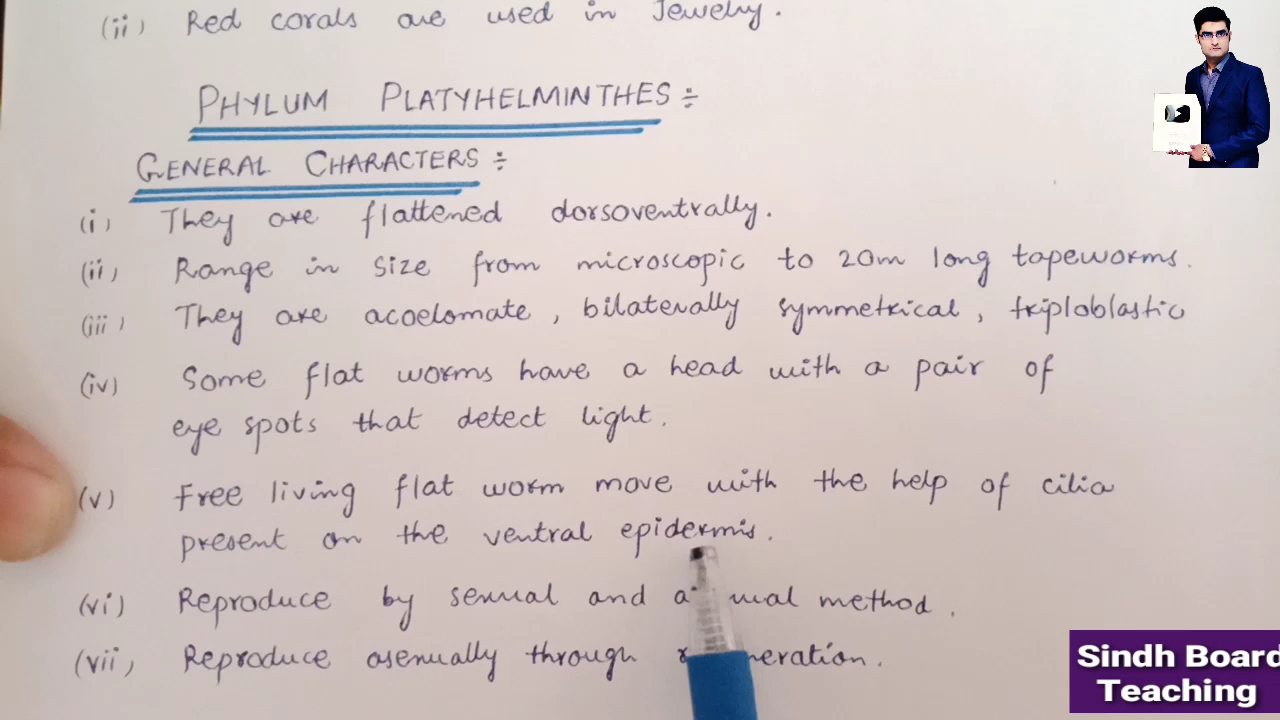 (ii) Red corals are used in Jewelry.
PHYLUM PLATYHELMINTHES ÷
GENERAL CHARACTERS ÷
(i) They are flattened dorsoventrally.
(ii) Range in size from microscopic to 20m long tapeworms.
(iii) They are acoelomate, bilaterally symmetrical, triploblastic
(iv) Some flat worms have a head with a pair of
eye spots that detect light.
(v) Free living flat worm move with the help of cilia
present on the ventral epidermis.
(vi) Reproduce by sexual and method.
(vii) Reproduce asexually through
Sindh Board
Teaching